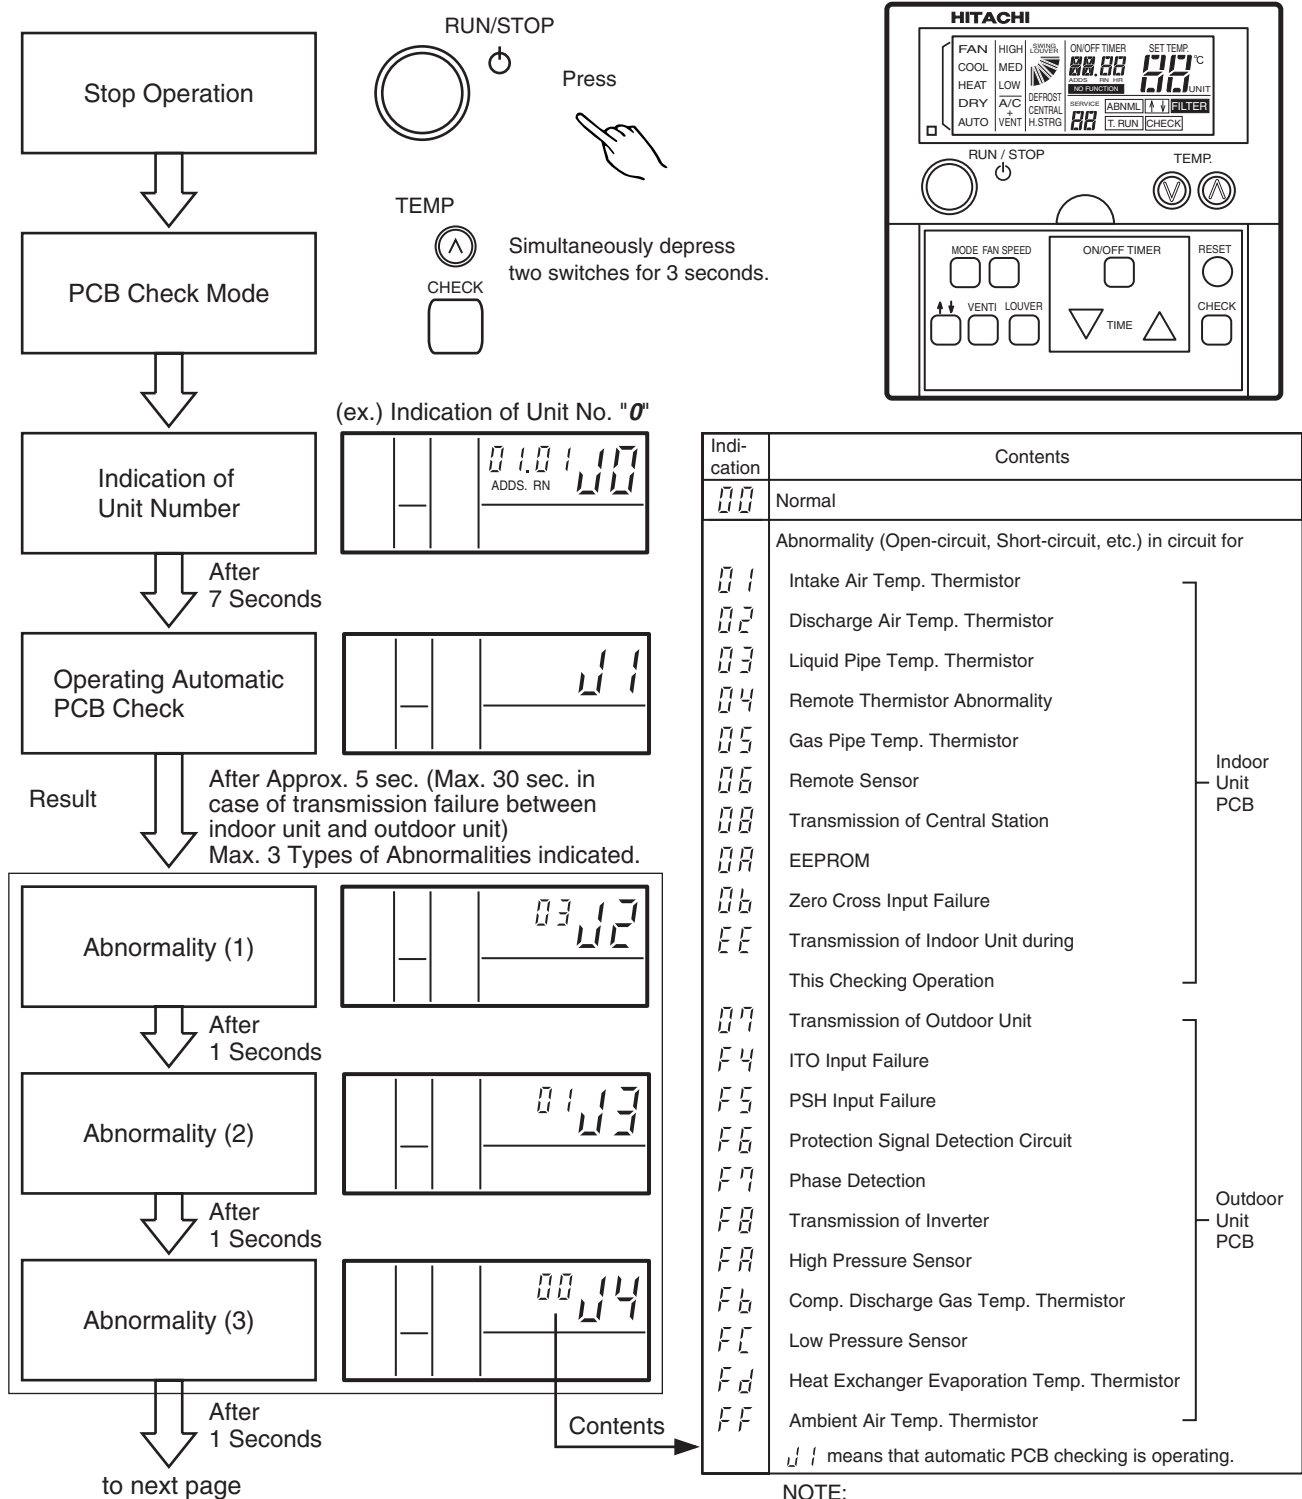 RUN/STOP
Stop Operation
Press
TEMP
Simultaneously depress
two switches for 3 seconds.
CHECK
PCB Check Mode
(ex.) Indication of Unit No. "0"
Indication of
Unit Number
01.01 J0
ADDS. RN
After
7 Seconds
Operating Automatic
PCB Check
J1
Result
After Approx. 5 sec. (Max. 30 sec. in
case of transmission failure between
indoor unit and outdoor unit)
Max. 3 Types of Abnormalities indicated.
Abnormality (1)
03 J2
After
1 Seconds
Abnormality (2)
01 J3
After
1 Seconds
Abnormality (3)
00 J4
After
1 Seconds
Contents
to next page
HITACHI
FAN HIGH SWING LOUVER ON/OFF TIMER SET TEMP.
COOL MED 88.88 88 °C
HEAT LOW ADDS RN HR
NO FUNCTION UNIT
DRY A/C DEFROST SERVICE ABNML FILTER
+ CENTRAL
AUTO VENT H.STRG 88 T. RUN CHECK
RUN / STOP TEMP.
MODE FAN SPEED ON/OFF TIMER RESET
VENTI LOUVER TIME CHECK
Indi-
cation Contents
00 Normal
Abnormality (Open-circuit, Short-circuit, etc.) in circuit for
01 Intake Air Temp. Thermistor
02 Discharge Air Temp. Thermistor
03 Liquid Pipe Temp. Thermistor
04 Remote Thermistor Abnormality
05 Gas Pipe Temp. Thermistor
06 Remote Sensor
08 Transmission of Central Station
0A EEPROM
0b Zero Cross Input Failure
EE Transmission of Indoor Unit during
This Checking Operation
Indoor
Unit
PCB
07 Transmission of Outdoor Unit
F4 ITO Input Failure
F5 PSH Input Failure
F6 Protection Signal Detection Circuit
F7 Phase Detection
F8 Transmission of Inverter
FA High Pressure Sensor
Fb Comp. Discharge Gas Temp. Thermistor
FC Low Pressure Sensor
Fd Heat Exchanger Evaporation Temp. Thermistor
FF Ambient Air Temp. Thermistor
Outdoor
Unit
PCB
J1 means that automatic PCB checking is operating.
NOTE: